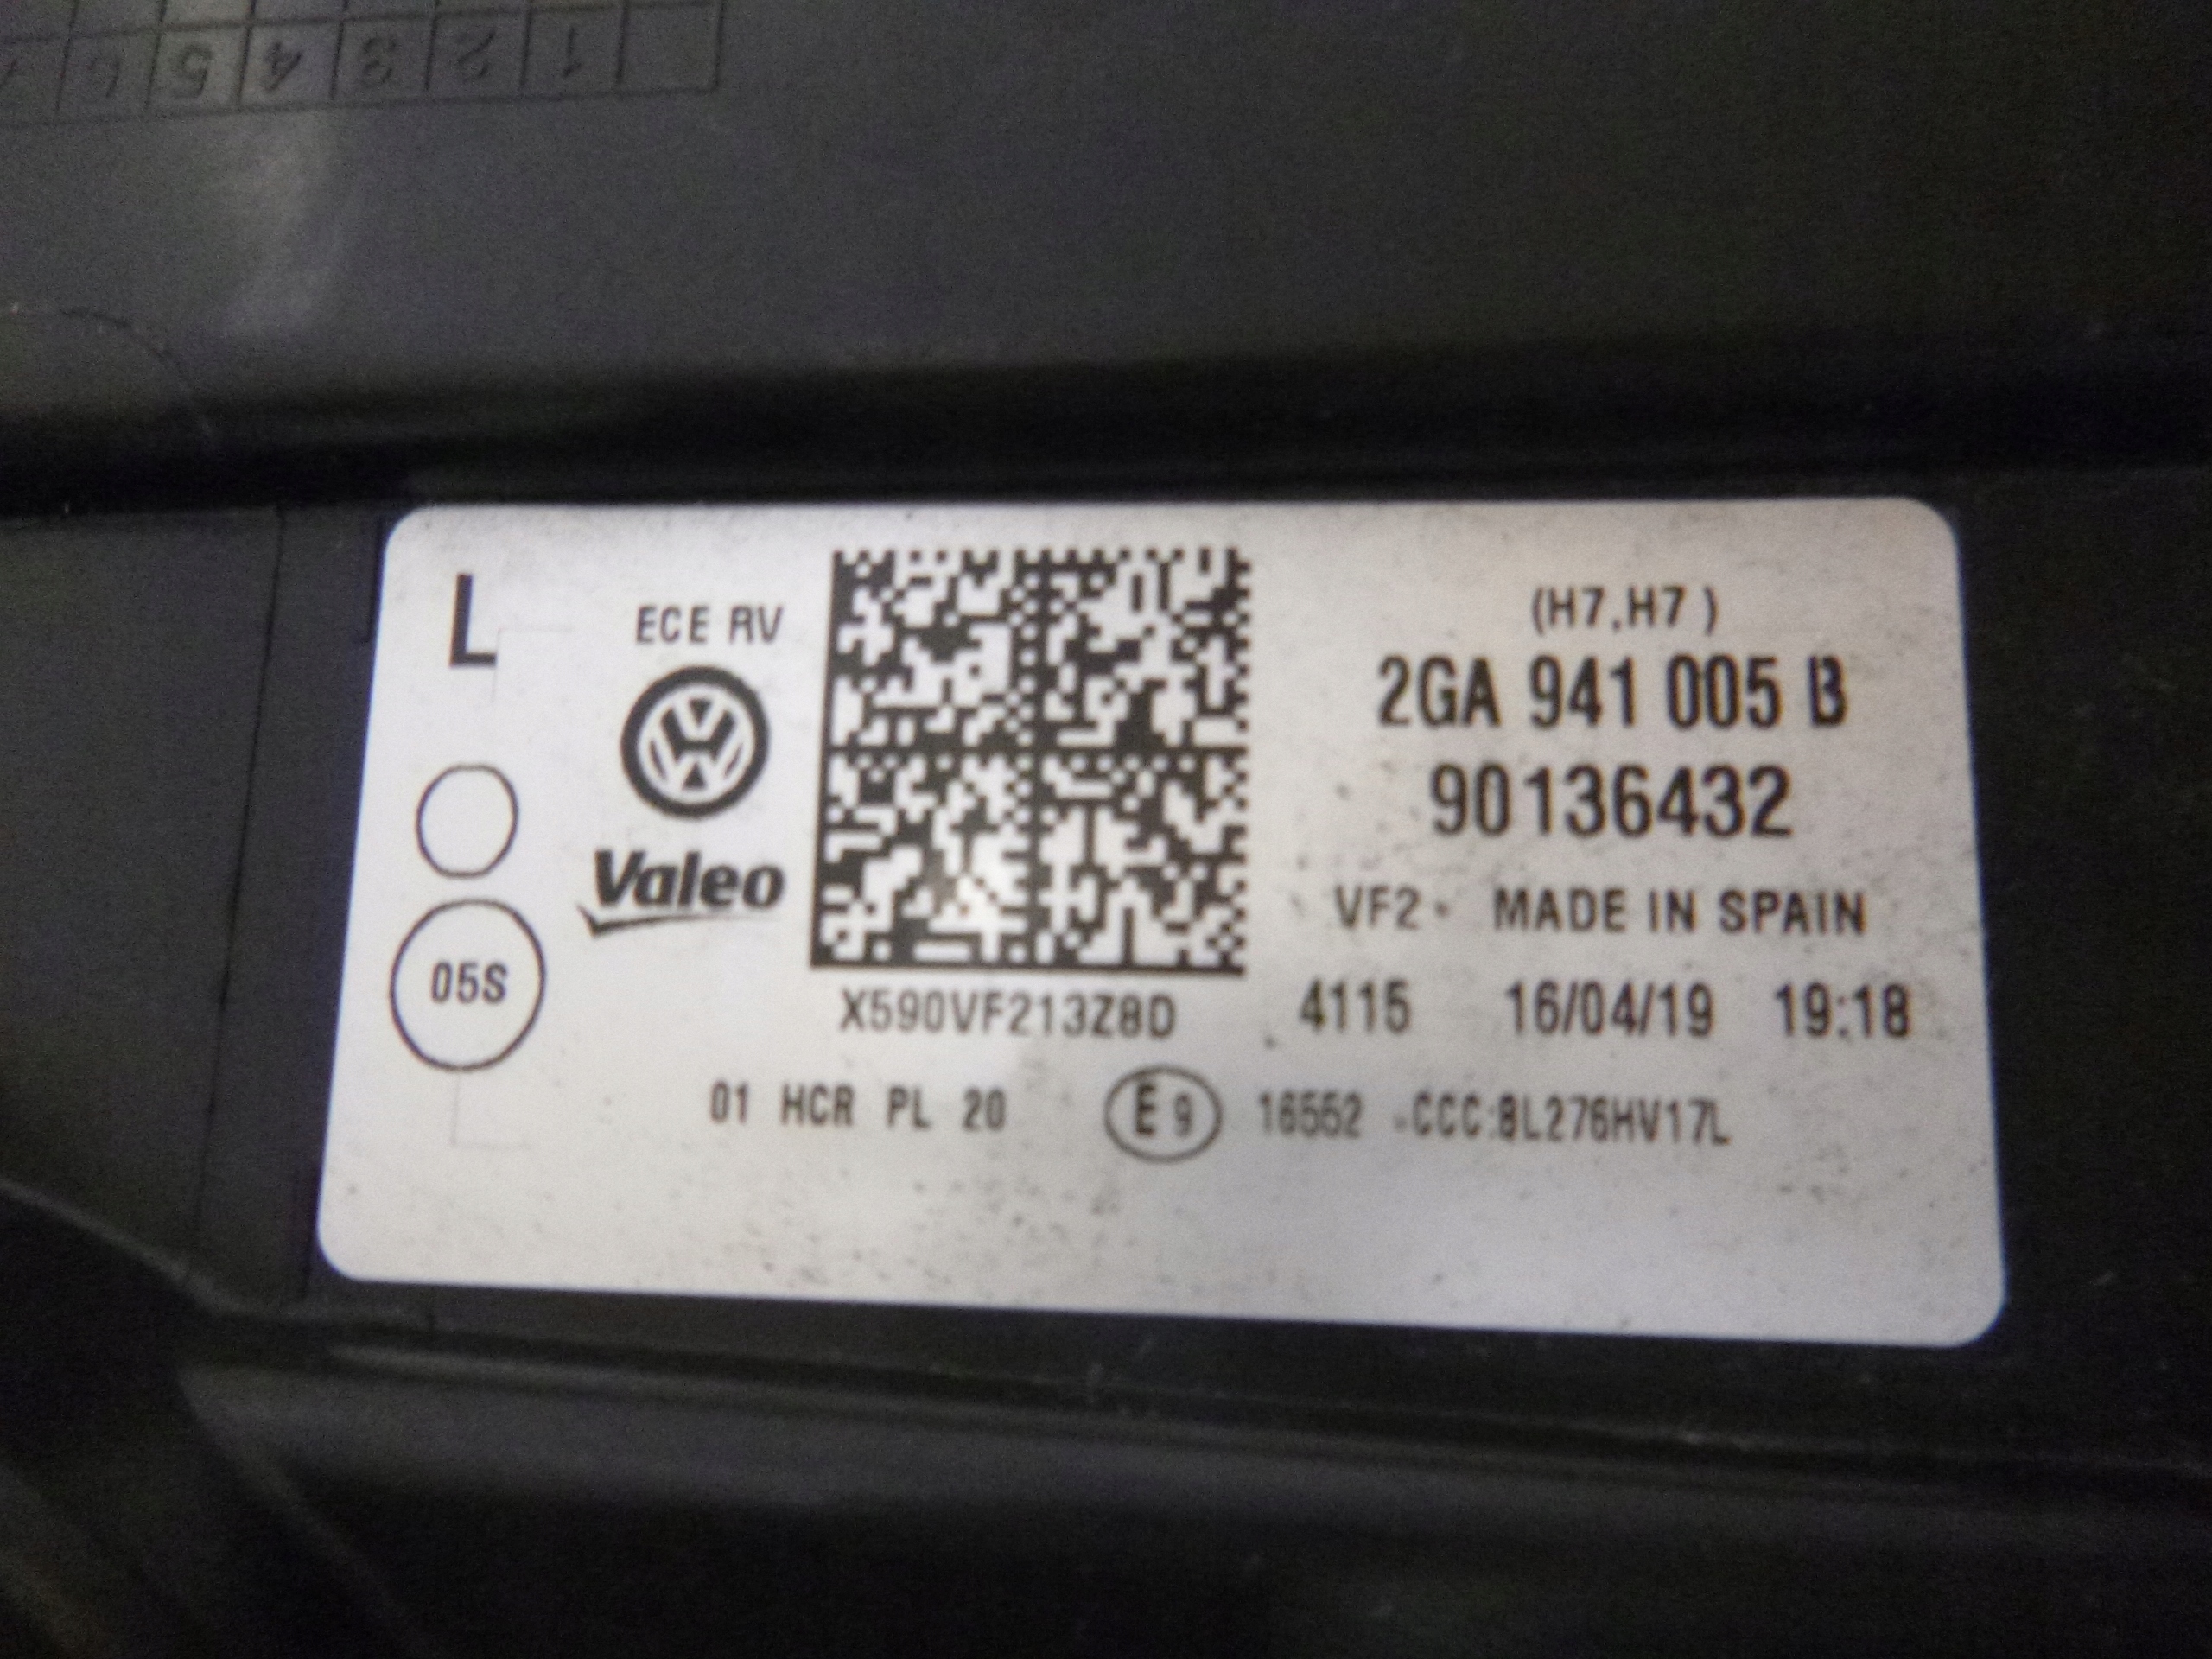 1 2 3 4 5 6
L
ECE RV
(H7,H7 )
2GA 941 005 B
90136432
Valeo
VF2 MADE IN SPAIN
05S
X590VF213Z8D 4115 16/04/19 19:18
01 HCR PL 20 E9 16552 CCC:8L276HV17L